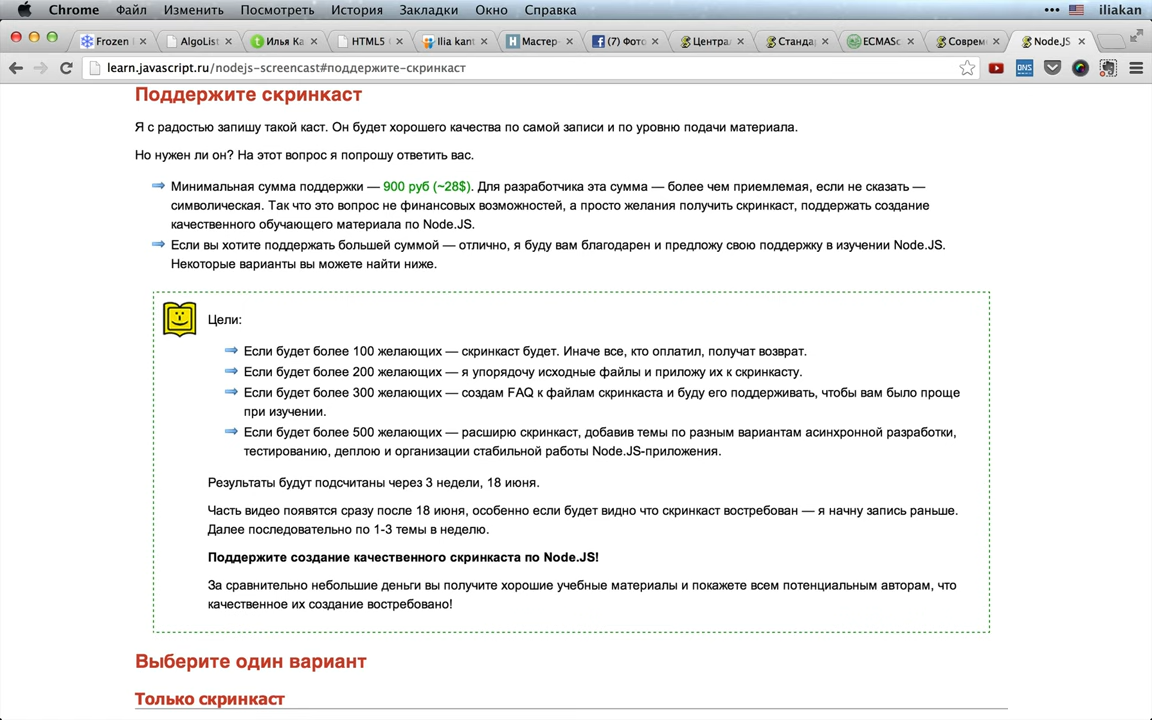 Chrome Файл Изменить Посмотреть История Закладки Окно Справка iliakan
Frozen AlgoList Илья Ка HTML5 Ilia kant Мастер- (7) Фото Центра Станда ECMASc Соврем Node.JS
learn.javascript.ru/nodejs-screencast#поддержите-скринкаст
Поддержите скринкаст
Я с радостью запишу такой каст. Он будет хорошего качества по самой записи и по уровню подачи материала.
Но нужен ли он? На этот вопрос я попрошу ответить вас.
Минимальная сумма поддержки — 900 руб (~28$). Для разработчика эта сумма — более чем приемлемая, если не сказать —
символическая. Так что это вопрос не финансовых возможностей, а просто желания получить скринкаст, поддержать создание
качественного обучающего материала по Node.JS.
Если вы хотите поддержать большей суммой — отлично, я буду вам благодарен и предложу свою поддержку в изучении Node.JS.
Некоторые варианты вы можете найти ниже.
Цели:
Если будет более 100 желающих — скринкаст будет. Иначе все, кто оплатил, получат возврат.
Если будет более 200 желающих — я упорядочу исходные файлы и приложу их к скринкасту.
Если будет более 300 желающих — создам FAQ к файлам скринкаста и буду его поддерживать, чтобы вам было проще
при изучении.
Если будет более 500 желающих — расширю скринкаст, добавив темы по разным вариантам асинхронной разработки,
тестированию, деплою и организации стабильной работы Node.JS-приложения.
Результаты будут подсчитаны через 3 недели, 18 июня.
Часть видео появятся сразу после 18 июня, особенно если будет видно что скринкаст востребован — я начну запись раньше.
Далее последовательно по 1-3 темы в неделю.
Поддержите создание качественного скринкаста по Node.JS!
За сравнительно небольшие деньги вы получите хорошие учебные материалы и покажете всем потенциальным авторам, что
качественное их создание востребовано!
Выберите один вариант
Только скринкаст